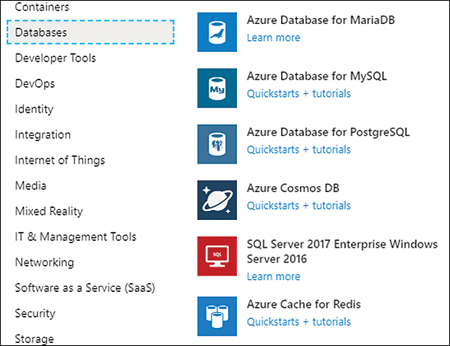 Containers
Databases
Developer Tools
DevOps
Identity
Integration
Internet of Things
Media
Mixed Reality
IT & Management Tools
Networking
Software as a Service (SaaS)
Security
Storage
Azure Database for MariaDB
Learn more
My
Azure Database for MySQL
Quickstarts + tutorials
Azure Database for PostgreSQL
Quickstarts + tutorials
Azure Cosmos DB
Quickstarts + tutorials
SQL
SQL Server 2017 Enterprise Windows
Server 2016
Learn more
Azure Cache for Redis
Quickstarts + tutorials